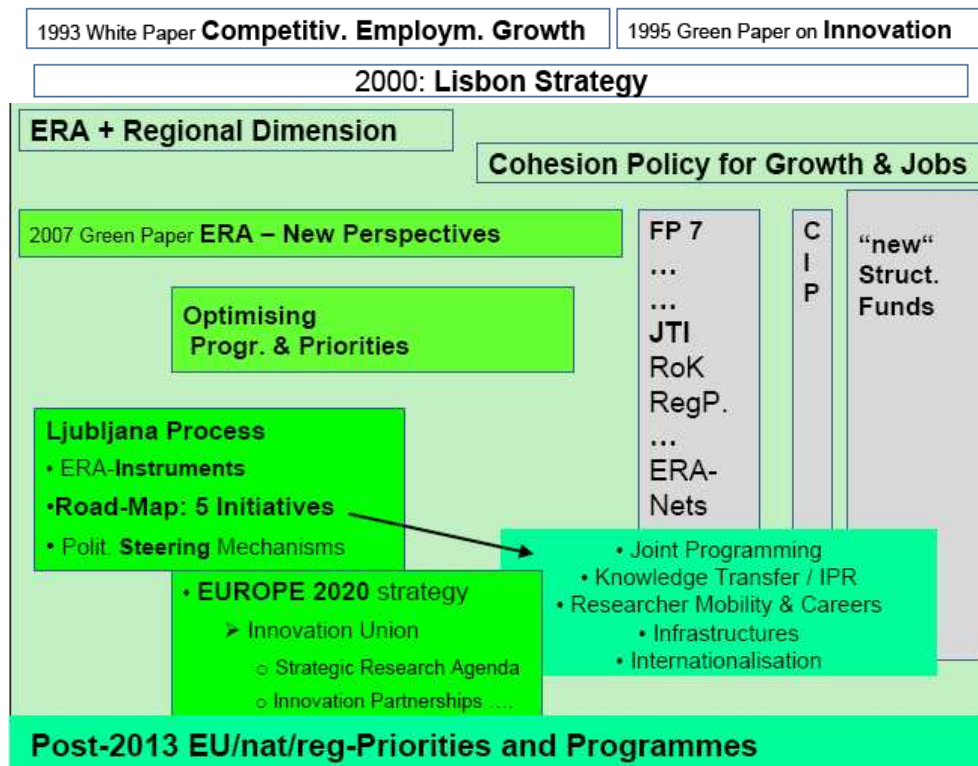 1993 White Paper Competitiv. Employm. Growth
1995 Green Paper on Innovation
2000: Lisbon Strategy
ERA + Regional Dimension
Cohesion Policy for Growth & Jobs
2007 Green Paper ERA – New Perspectives
Optimising
Progr. & Priorities
Ljubljana Process
• ERA-Instruments
•Road-Map: 5 Initiatives
• Polit. Steering Mechanisms
• EUROPE 2020 strategy
➢ Innovation Union
o Strategic Research Agenda
o Innovation Partnerships ....
FP 7
...
...
JTI
RoK
RegP.
...
ERA-
Nets
C
I
P
“new“
Struct.
Funds
• Joint Programming
• Knowledge Transfer / IPR
• Researcher Mobility & Careers
• Infrastructures
• Internationalisation
Post-2013 EU/nat/reg-Priorities and Programmes